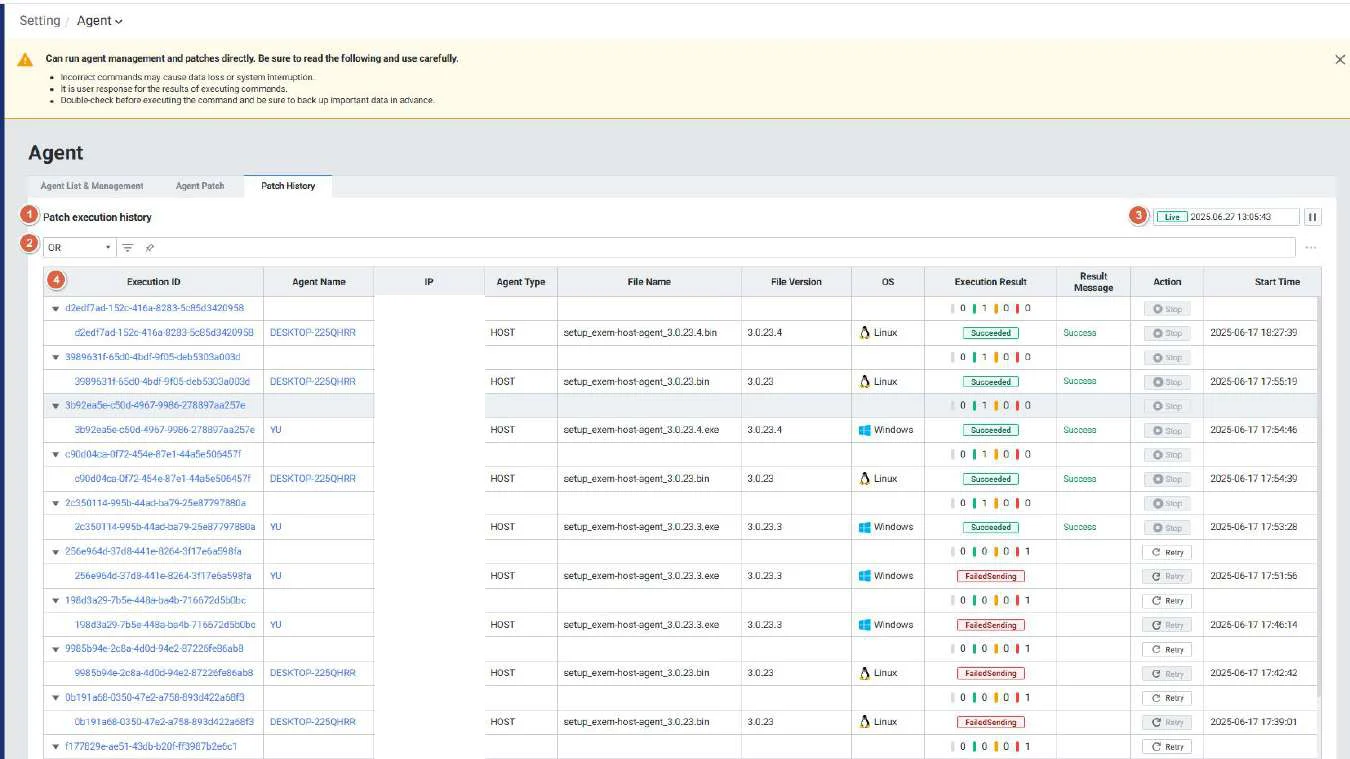 Setting / Agent
Can run agent management and patches directly. Be sure to read the following and use carefully.
• Incorrect commands may cause data loss or system interruption.
• It is user response for the results of executing commands.
• Double-check before executing the command and be sure to back up important data in advance.
Agent
Agent List & Management Agent Patch Patch History
1 Patch execution history 3 Live 2025.06.27 13:05:43
2 OR
4 Execution ID Agent Name IP Agent Type File Name File Version OS Execution Result Result Message Action Start Time
d2edf7ad-152c-416a-8283-5c85d3420958 0 1 0 0 Stop
d2edf7ad-152c-416a-8283-5c85d3420958 DESKTOP-225QHRR HOST setup_exem-host-agent_3.0.23.4.bin 3.0.23.4 Linux Succeeded Success Stop 2025-06-17 18:27:39
3989631f-65d0-4bdf-9f05-deb5303a003d 0 1 0 0 Stop
3989631f-65d0-4bdf-9f05-deb5303a003d DESKTOP-225QHRR HOST setup_exem-host-agent_3.0.23.bin 3.0.23 Linux Succeeded Success Stop 2025-06-17 17:55:19
3b92ea5e-c50d-4967-9986-278897aa257e 0 1 0 0 Stop
3b92ea5e-c50d-4967-9986-278897aa257e YU HOST setup_exem-host-agent_3.0.23.4.exe 3.0.23.4 Windows Succeeded Success Stop 2025-06-17 17:54:46
c90d04ca-0f72-454e-87e1-44a5e506457f 0 1 0 0 Stop
c90d04ca-0f72-454e-87e1-44a5e506457f DESKTOP-225QHRR HOST setup_exem-host-agent_3.0.23.bin 3.0.23 Linux Succeeded Success Stop 2025-06-17 17:54:39
2c350114-995b-44ad-ba79-25e87797880a 0 1 0 0 Stop
2c350114-995b-44ad-ba79-25e87797880a YU HOST setup_exem-host-agent_3.0.23.3.exe 3.0.23.3 Windows Succeeded Success Stop 2025-06-17 17:53:28
256e964d-37d8-441e-8264-3f17e6a598fa 0 0 0 1 Retry
256e964d-37d8-441e-8264-3f17e6a598fa YU HOST setup_exem-host-agent_3.0.23.3.exe 3.0.23.3 Windows FailedSending Retry 2025-06-17 17:51:56
198d3a29-7b5e-448a-ba4b-716672d5b0bc 0 0 0 1 Retry
198d3a29-7b5e-448a-ba4b-716672d5b0bc YU HOST setup_exem-host-agent_3.0.23.3.exe 3.0.23.3 Windows FailedSending Retry 2025-06-17 17:46:14
9985b94e-2c8a-4d0d-94e2-87226fe86ab8 0 0 0 1 Retry
9985b94e-2c8a-4d0d-94e2-87226fe86ab8 DESKTOP-225QHRR HOST setup_exem-host-agent_3.0.23.bin 3.0.23 Linux FailedSending Retry 2025-06-17 17:42:42
0b191a68-0350-47e2-a758-893d422a68f3 0 0 0 1 Retry
0b191a68-0350-47e2-a758-893d422a68f3 DESKTOP-225QHRR HOST setup_exem-host-agent_3.0.23.bin 3.0.23 Linux FailedSending Retry 2025-06-17 17:39:01
f177829e-ae51-43db-b20f-ff3987b2e6c1 0 0 0 1 Retry